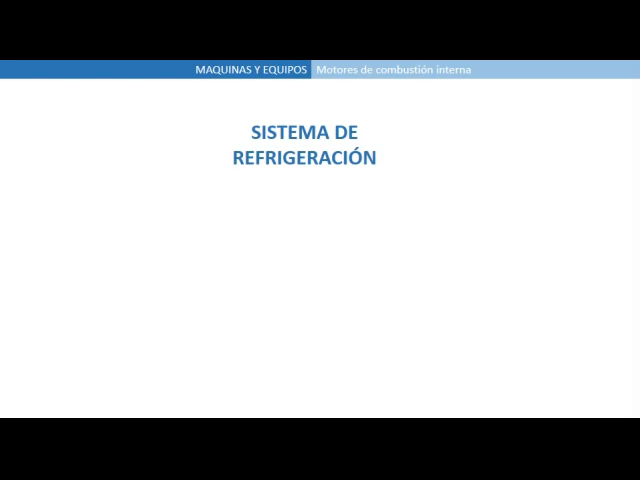 MAQUINAS Y EQUIPOS Motores de combustión interna
SISTEMA DE
REFRIGERACIÓN